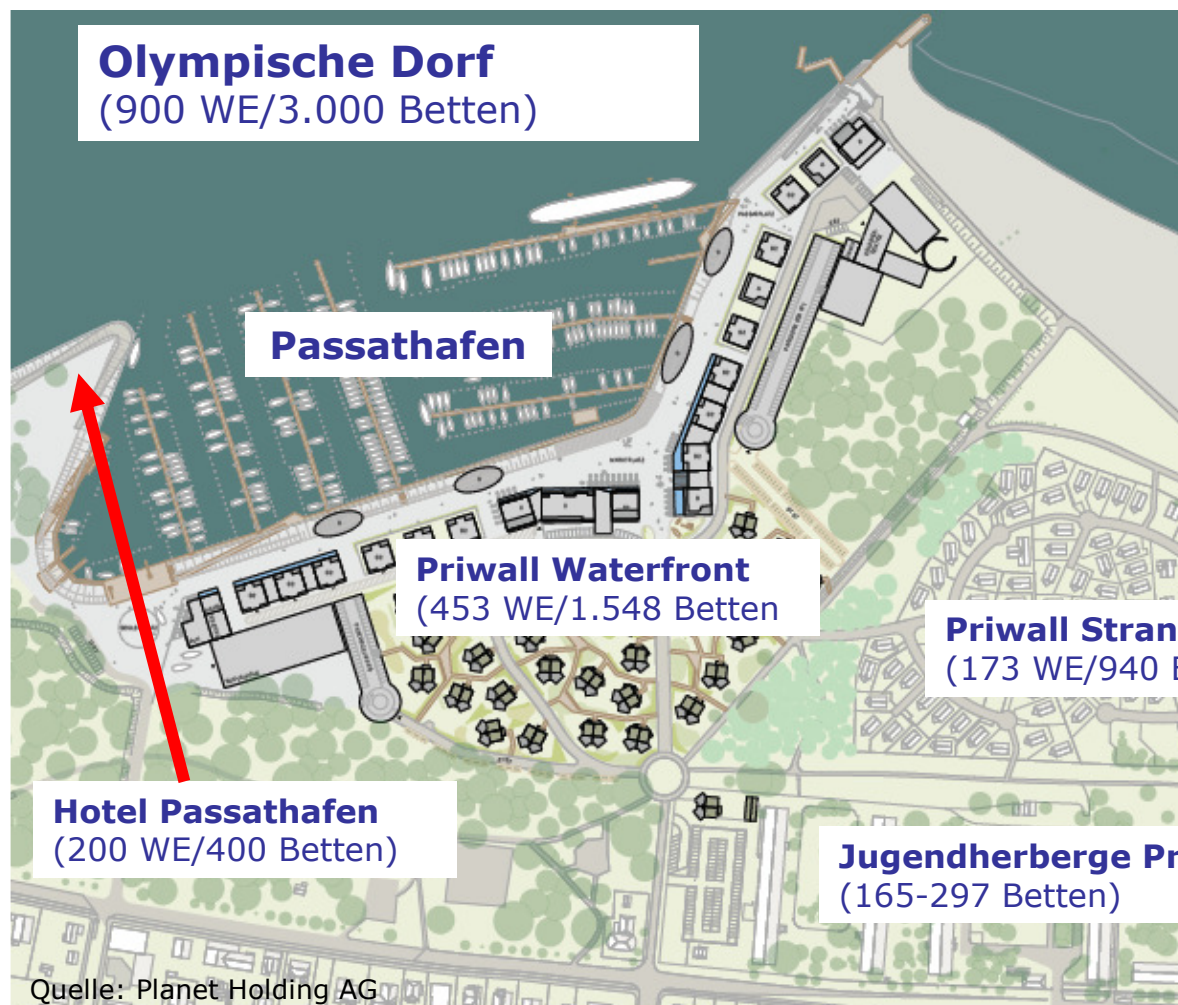 Olympische Dorf
(900 WE/3.000 Betten)
Passathafen
Priwall Waterfront
(453 WE/1.548 Betten
Priwall Stran
(173 WE/940 B
Hotel Passathafen
(200 WE/400 Betten)
Jugendherberge Pr
(165-297 Betten)
Quelle: Planet Holding AG